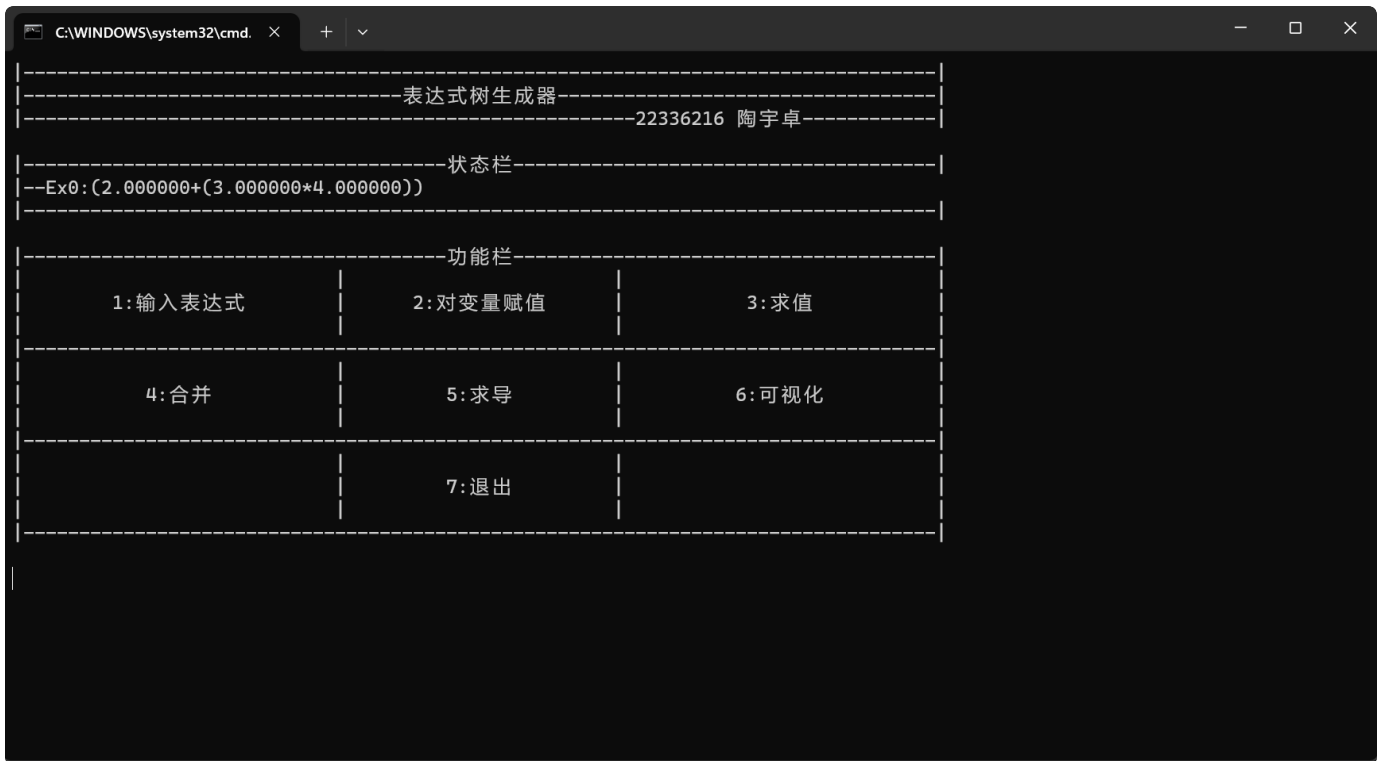 C:\WINDOWS\system32\cmd.
|----------------------------------------------------------------------------------|
|----------------------------------表达式树生成器----------------------------------|
|-------------------------------------------------------22336216 陶宇卓------------|
|--------------------------------------状态栏--------------------------------------|
|--Ex0:(2.000000+(3.000000*4.000000))
|----------------------------------------------------------------------------------|
|--------------------------------------功能栏--------------------------------------|
| 1:输入表达式 | 2:对变量赋值 | 3:求值 |
|----------------------------------------------------------------------------------|
| 4:合并 | 5:求导 | 6:可视化 |
|----------------------------------------------------------------------------------|
| | 7:退出 | |
|----------------------------------------------------------------------------------|